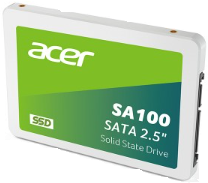 acer
SA100
SATA 2.5"
Solid State Drive
SSD